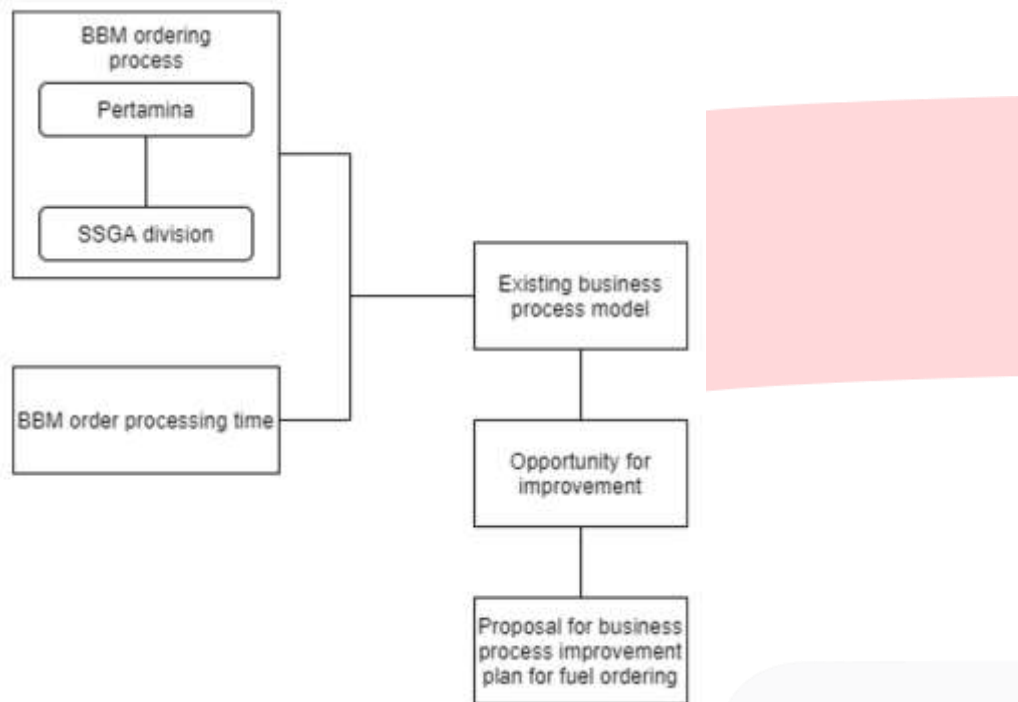 BBM ordering
process
Pertamina
SSGA division
BBM order processing time
Existing business
process model
Opportunity for
improvement
Proposal for business
process improvement
plan for fuel ordering